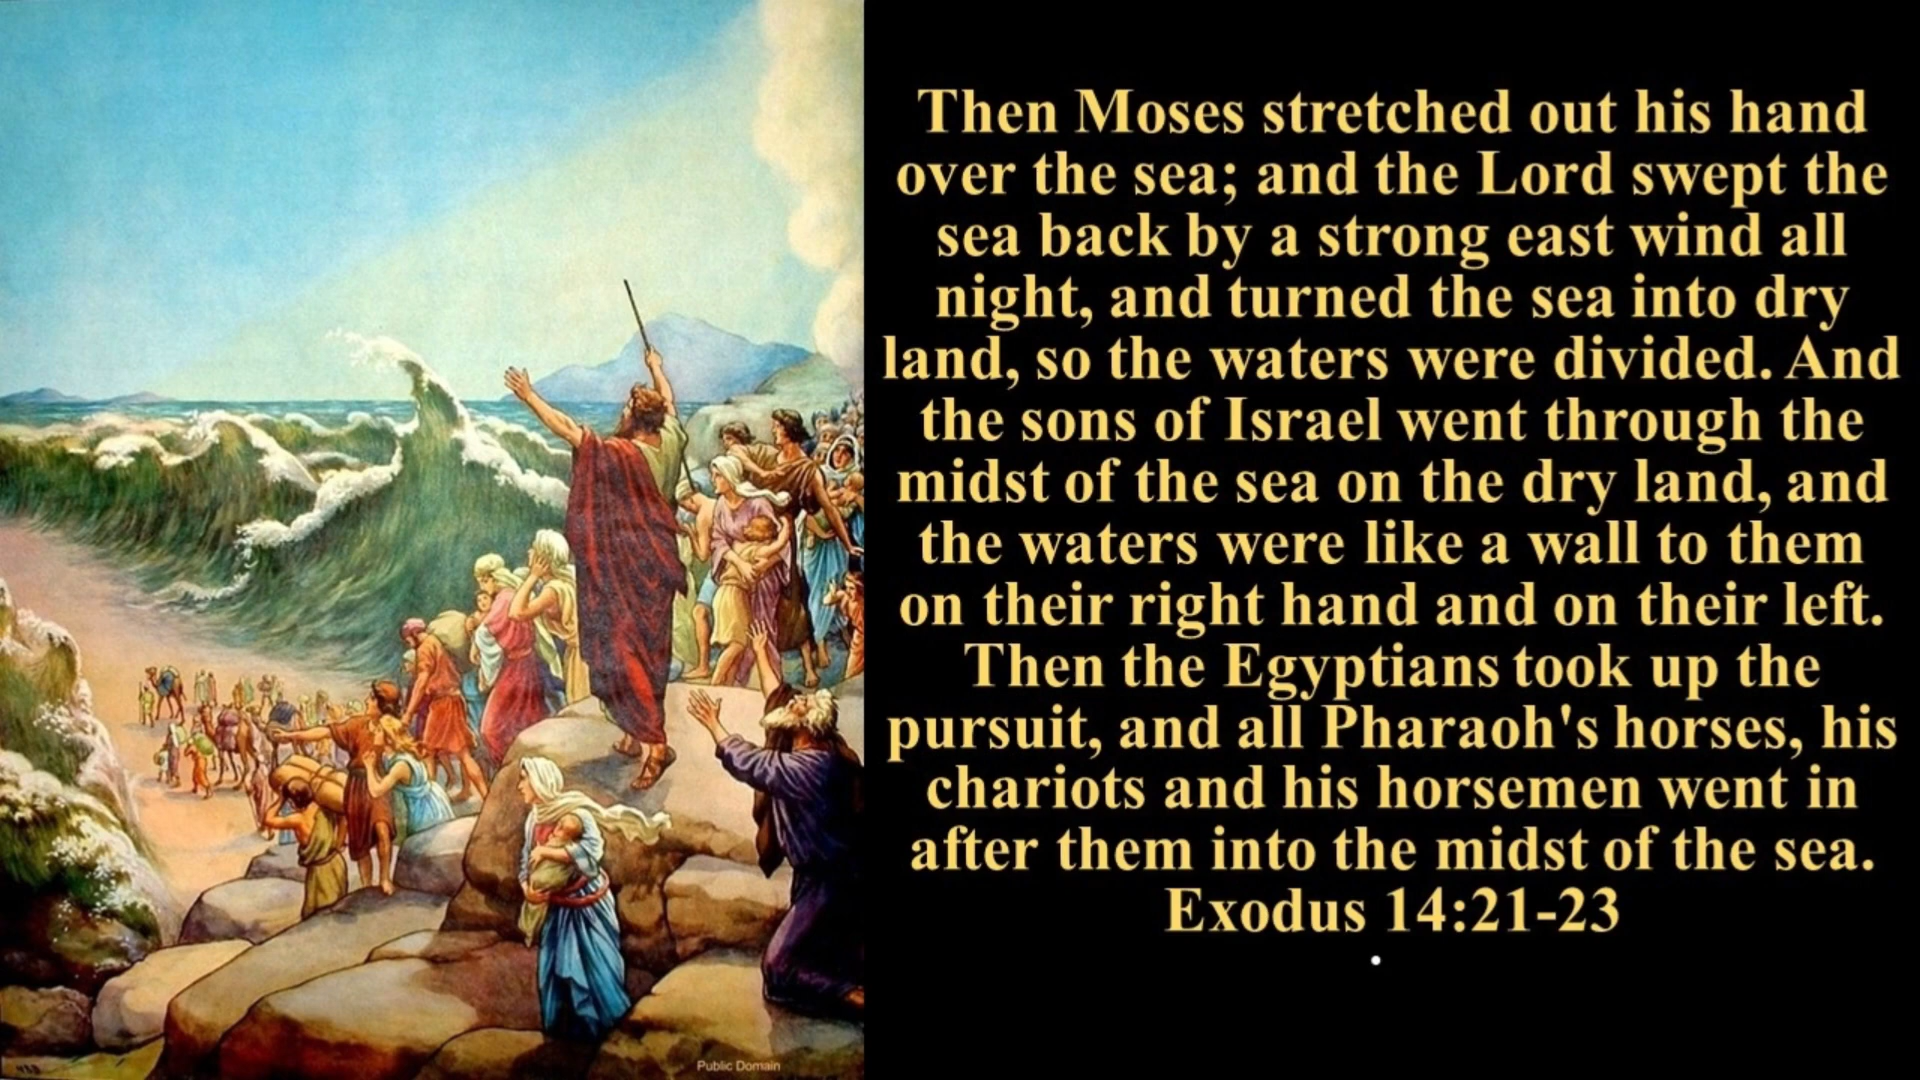 Then Moses stretched out his hand
over the sea; and the Lord swept the
sea back by a strong east wind all
night, and turned the sea into dry
land, so the waters were divided. And
the sons of Israel went through the
midst of the sea on the dry land, and
the waters were like a wall to them
on their right hand and on their left.
Then the Egyptians took up the
pursuit, and all Pharaoh's horses, his
chariots and his horsemen went in
after them into the midst of the sea.
Exodus 14:21-23
.
Public Domain